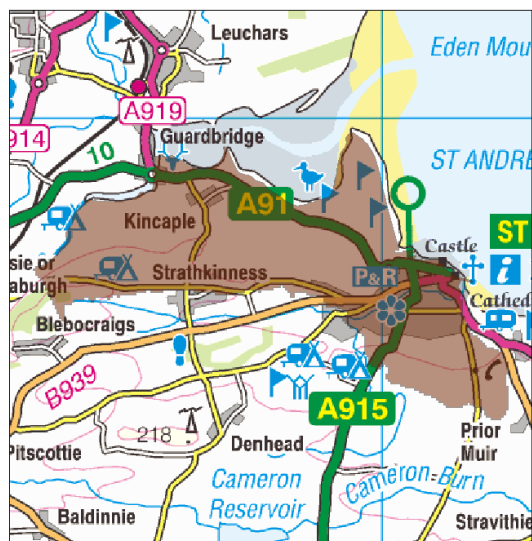 Leuchars
Eden Mou
A919
914
Guardbridge
10
ST ANDRE
Kincaple
A91
ST
Castle
i
sie or
aburgh
Strathkinness
P&R
Cathed
Blebocraigs
B939
A915
218
Denhead
Prior
Muir
Pitscottie
Cameron
Reservoir
Cameron Burn
Baldinnie
Stravithie